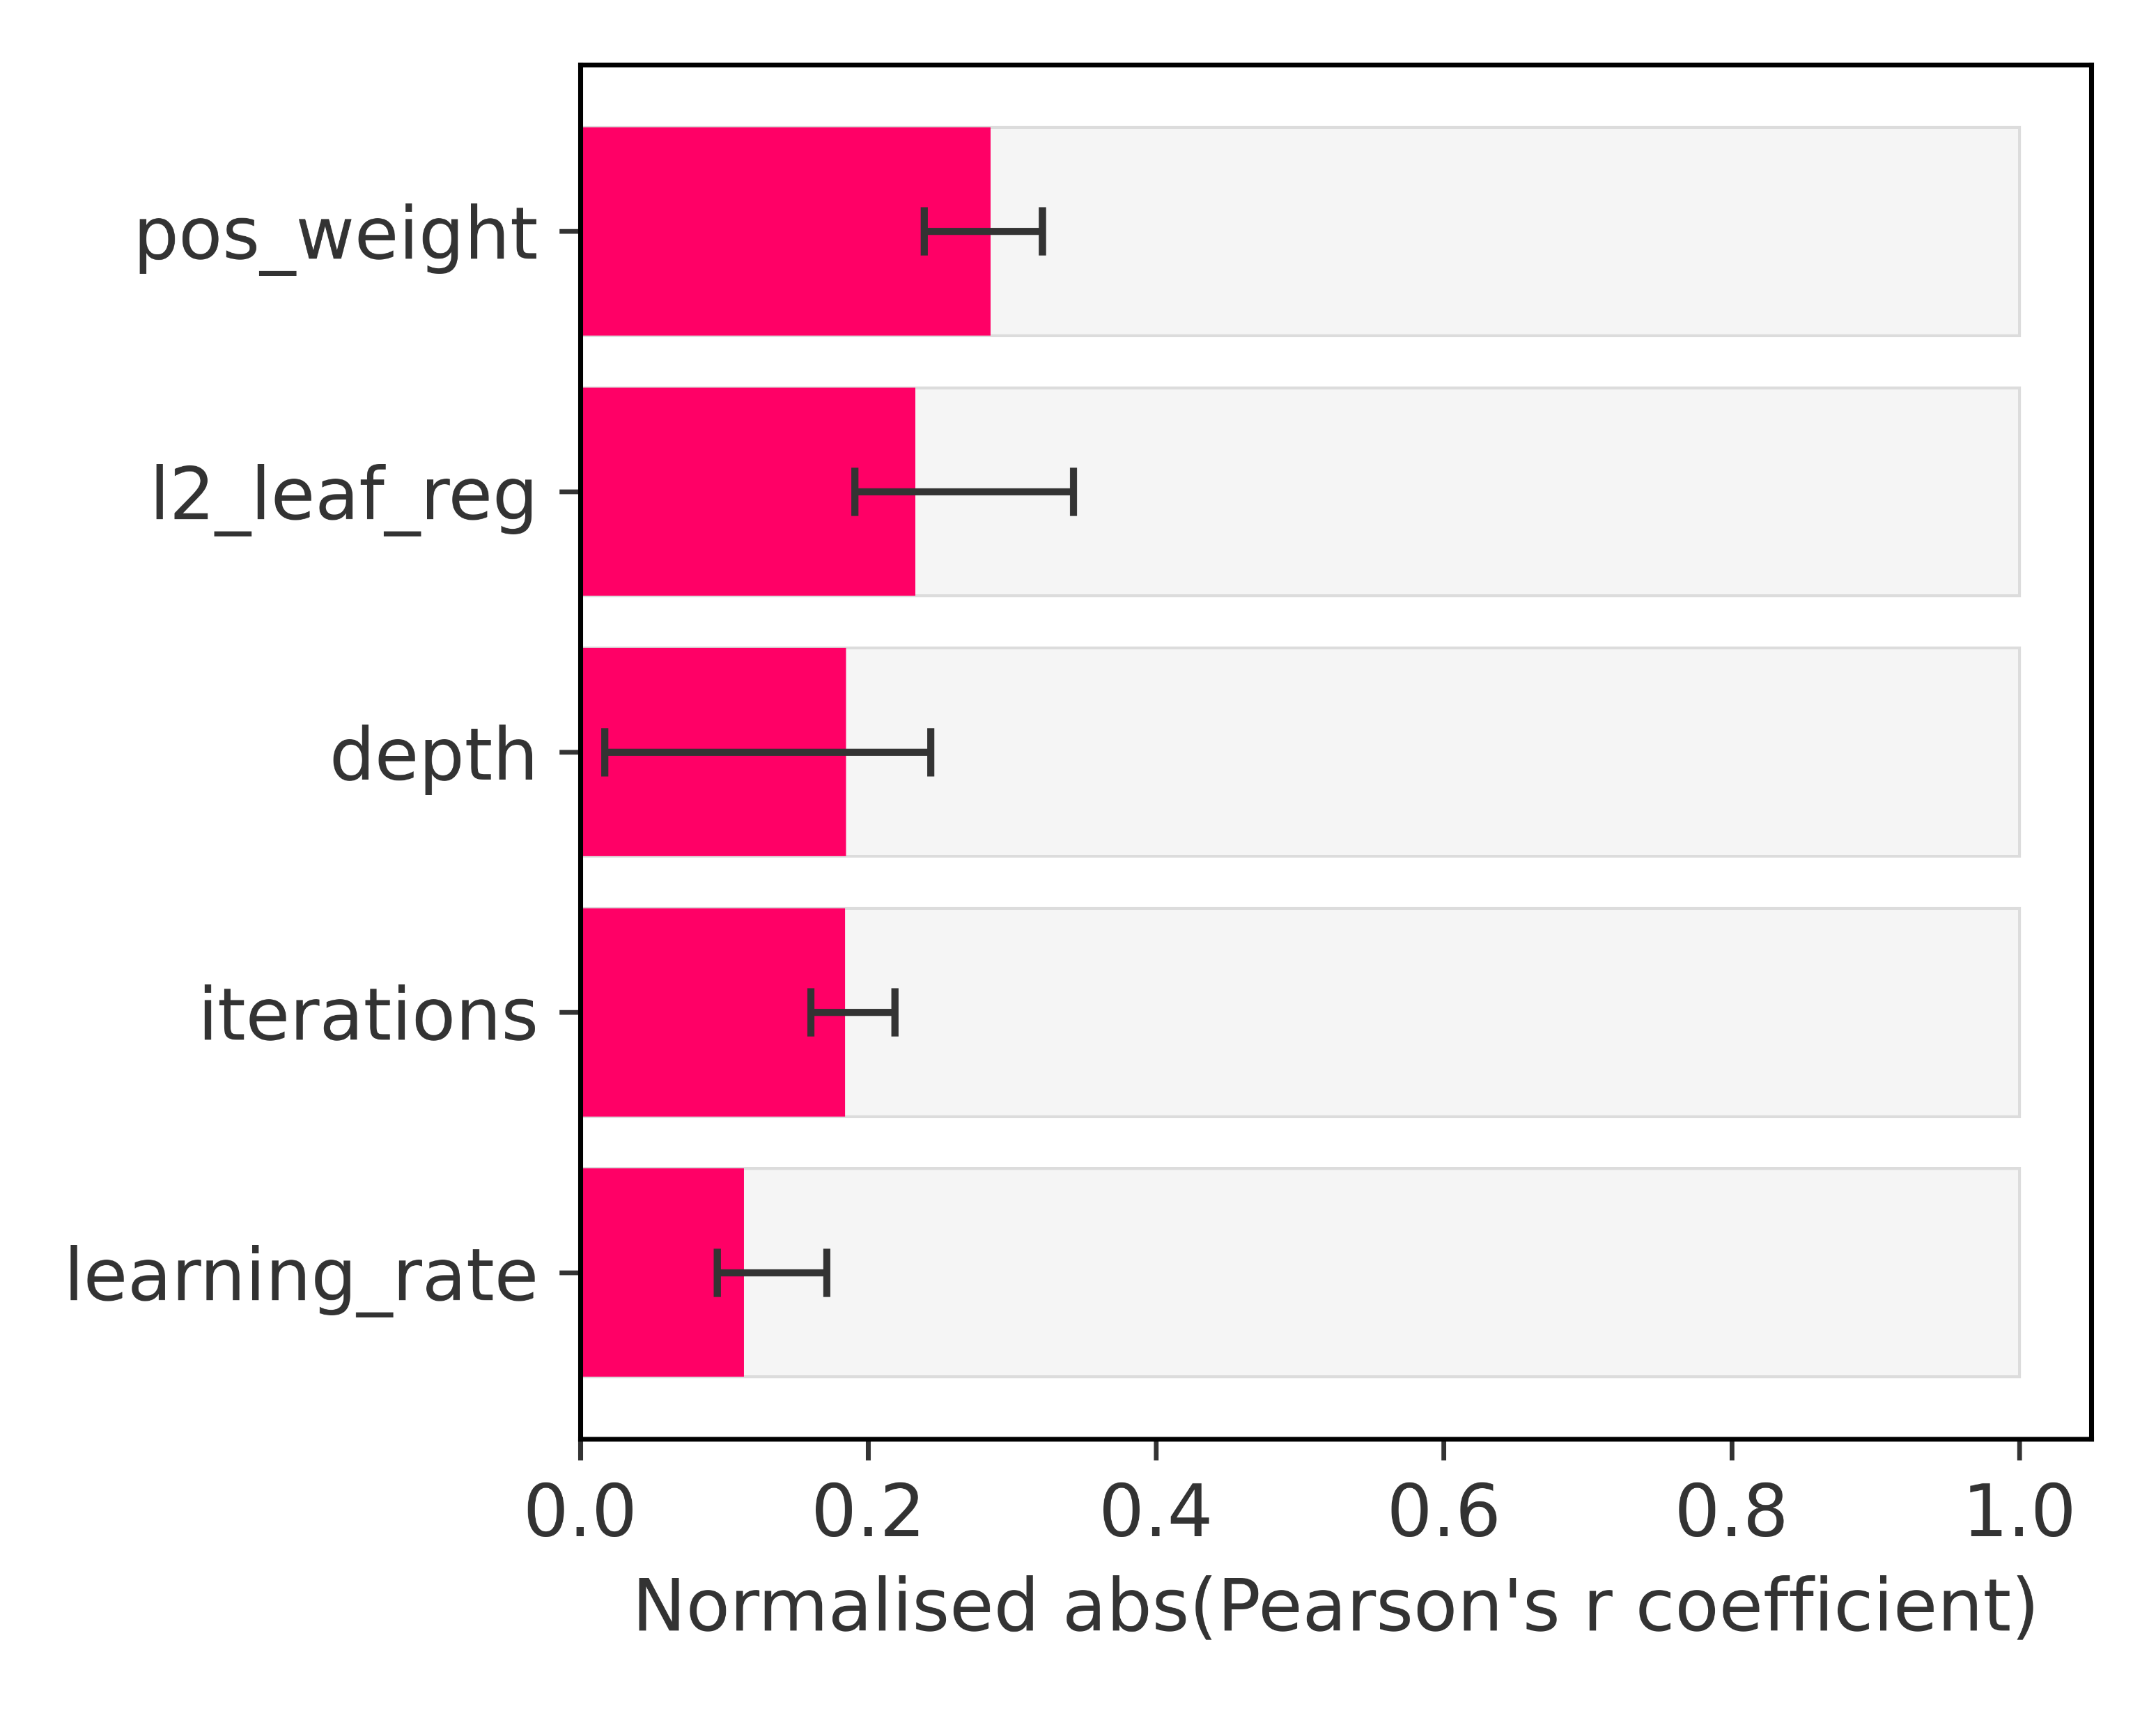 pos_weight
l2_leaf_reg
depth
iterations
learning_rate
0.0 0.2 0.4 0.6 0.8 1.0
Normalised abs(Pearson's r coefficient)